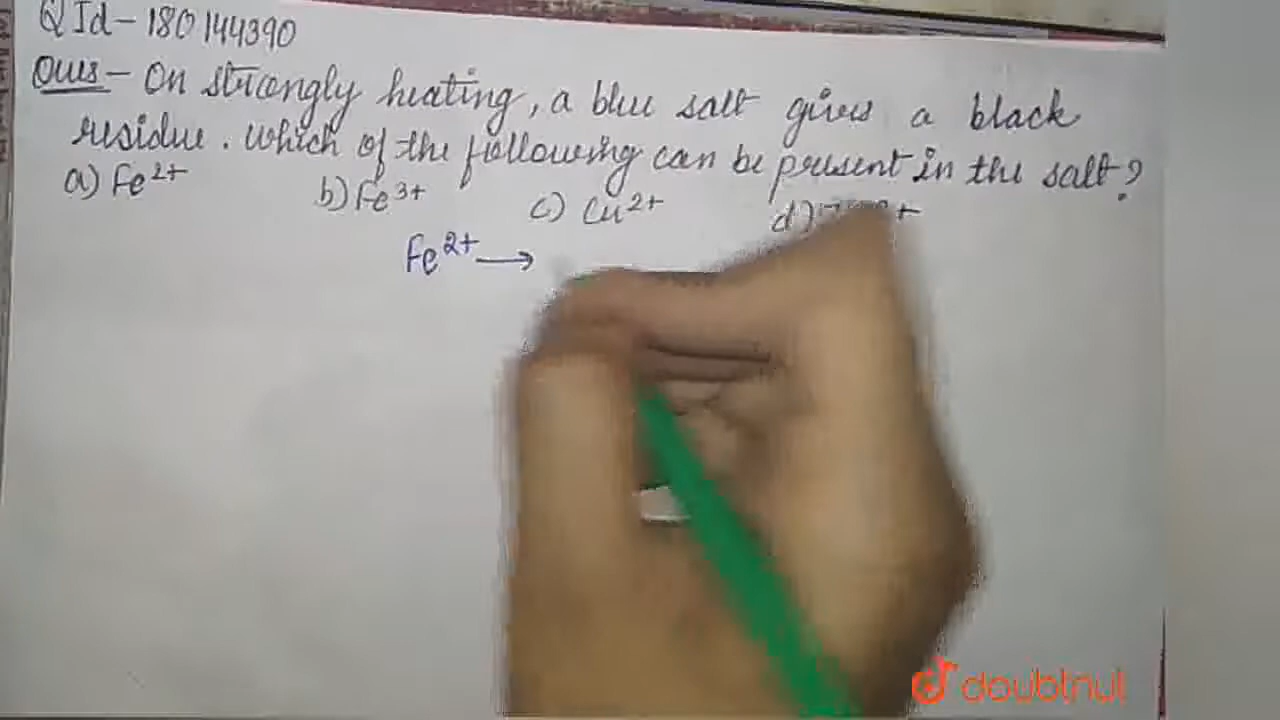 Q Id - 180144390
Ques - On strongly heating, a blue salt gives a black
residue. Which of the following can be present in the salt?
a) Fe2+ b) Fe3+ c) Cu2+ d)
Fe2+ →
doubtnut